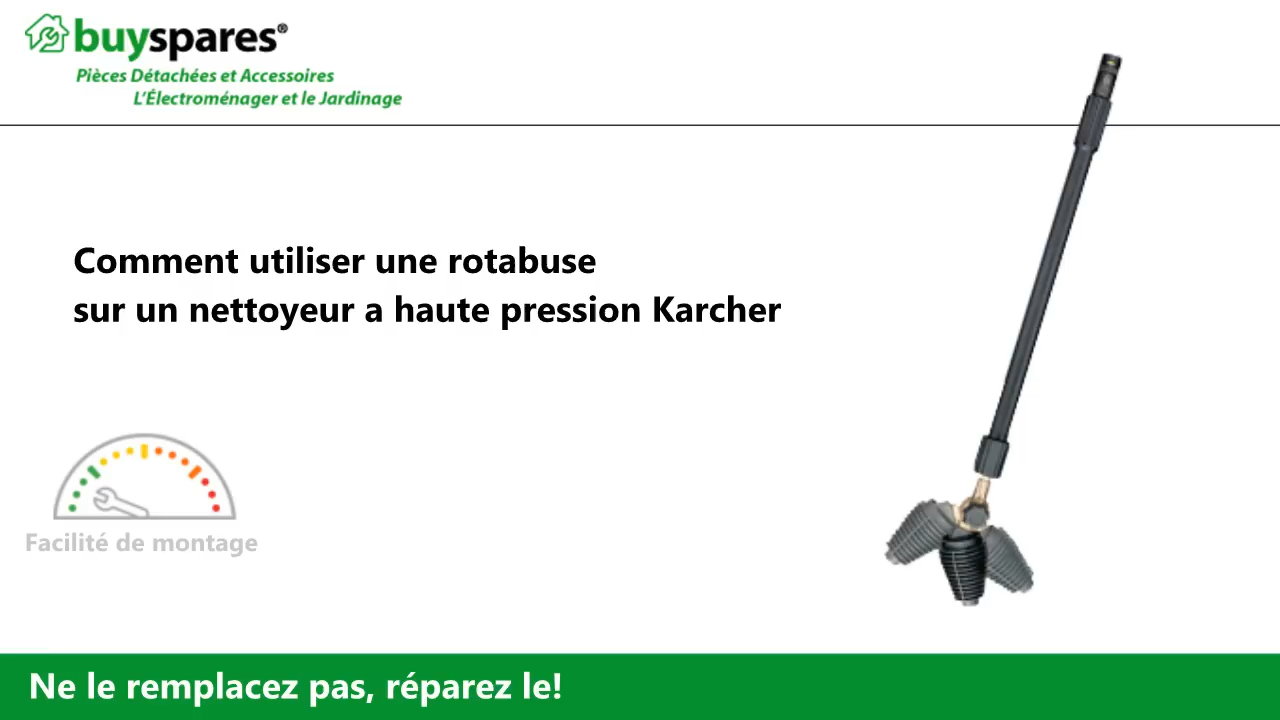 buyspares®
Pièces Détachées et Accessoires
L'Électroménager et le Jardinage
Comment utiliser une rotabuse
sur un nettoyeur a haute pression Karcher
Facilité de montage
Ne le remplacez pas, réparez le!